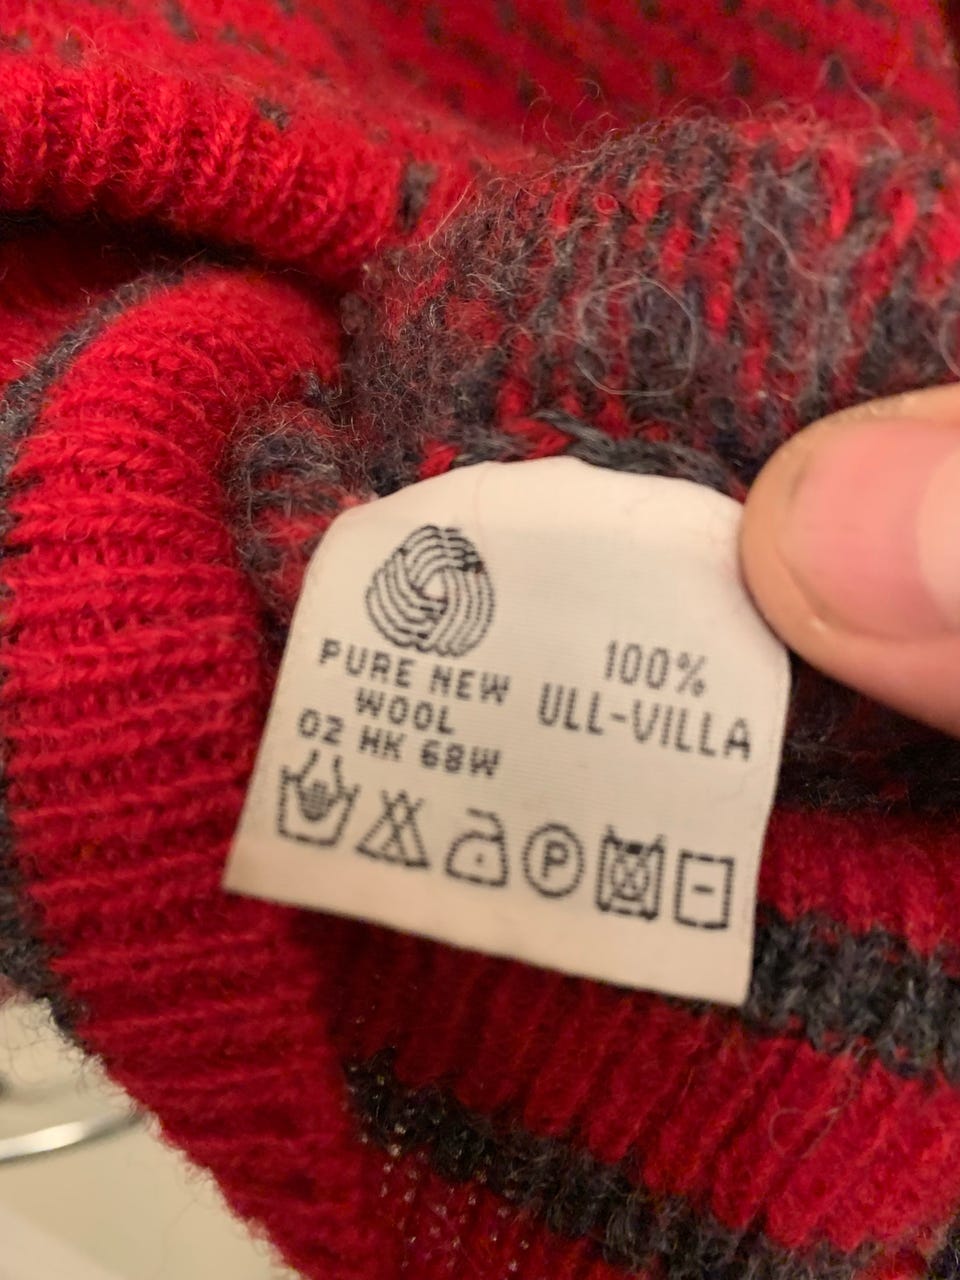 PURE NEW
WOOL
02 HK 68W
100%
ULL-VILLA
P